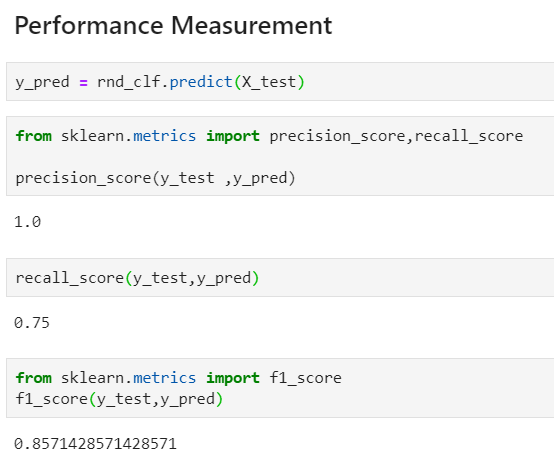 Performance Measurement
y_pred = rnd_clf.predict(X_test)
from sklearn.metrics import precision_score,recall_score
precision_score(y_test ,y_pred)
1.0
recall_score(y_test,y_pred)
0.75
from sklearn.metrics import f1_score
f1_score(y_test,y_pred)
0.8571428571428571